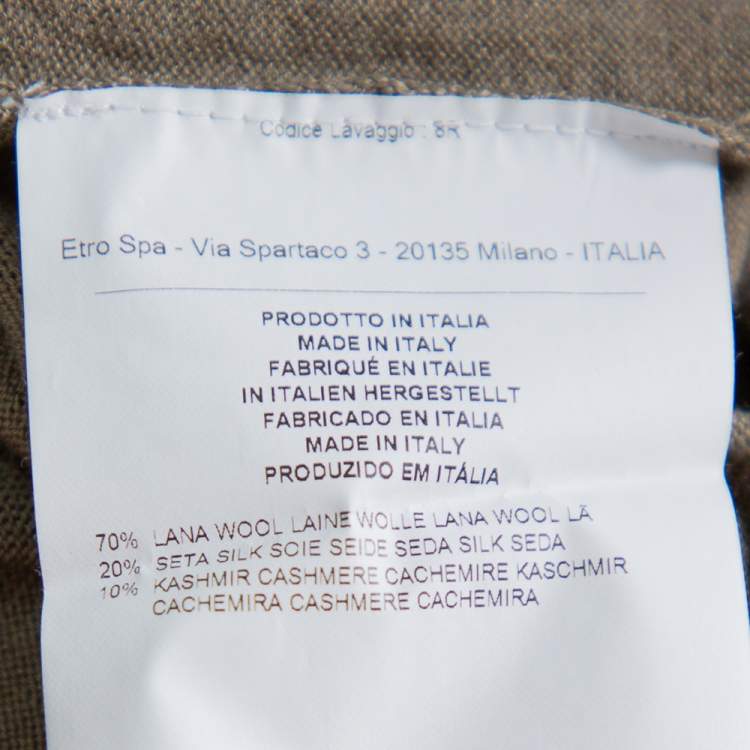 Codice Lavaggio : 8R
Etro Spa - Via Spartaco 3 - 20135 Milano - ITALIA
PRODOTTO IN ITALIA
MADE IN ITALY
FABRIQUÉ EN ITALIE
IN ITALIEN HERGESTELLT
FABRICADO EN ITALIA
MADE IN ITALY
PRODUZIDO EM ITÁLIA
70% LANA WOOL LAINE WOLLE LANA WOOL LÃ
20% SETA SILK SOIE SEIDE SEDA SILK SEDA
10% KASHMIR CASHMERE CACHEMIRE KASCHMIR
CACHEMIRA CASHMERE CACHEMIRA